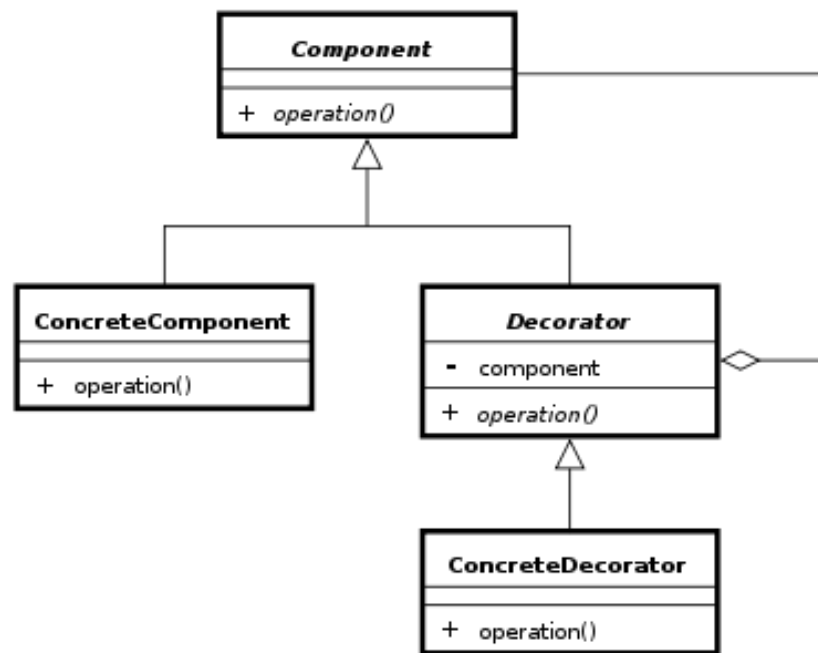 Component
+ operation()
ConcreteComponent
+ operation()
Decorator
- component
+ operation()
ConcreteDecorator
+ operation()